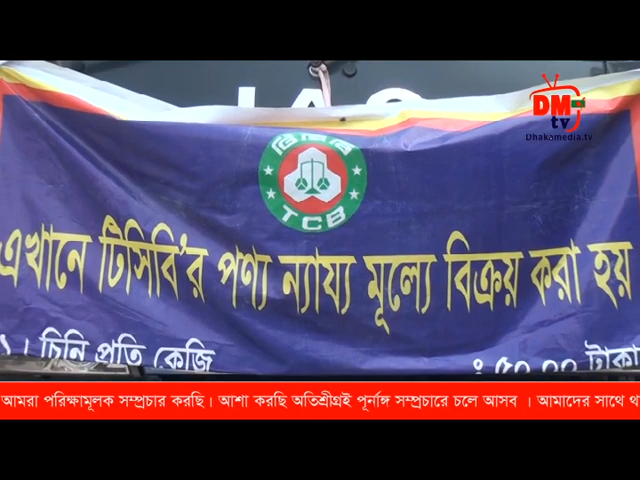 DM
tv
Dhakamedia.tv
টিসিবি
TCB
এখানে টিসিবি'র পণ্য ন্যায্য মূল্যে বিক্রয় করা হয়
১। চিনি প্রতি কেজি : ৫০.০০ টাকা
আমরা পরিক্ষামূলক সম্প্রচার করছি। আশা করছি অতিশ্রীগ্রই পূর্নাঙ্গ সম্প্রচারে চলে আসব । আমাদের সাথে থ